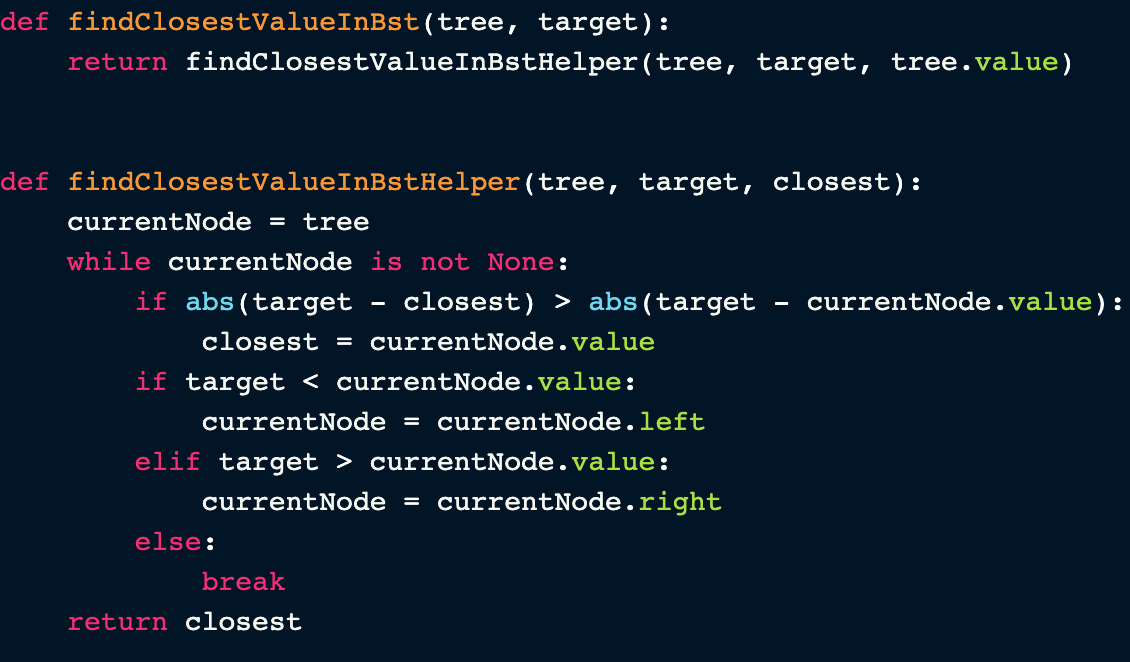 def findClosestValueInBst(tree, target):
    return findClosestValueInBstHelper(tree, target, tree.value)
def findClosestValueInBstHelper(tree, target, closest):
    currentNode = tree
    while currentNode is not None:
        if abs(target - closest) > abs(target - currentNode.value):
            closest = currentNode.value
        if target < currentNode.value:
            currentNode = currentNode.left
        elif target > currentNode.value:
            currentNode = currentNode.right
        else:
            break
    return closest